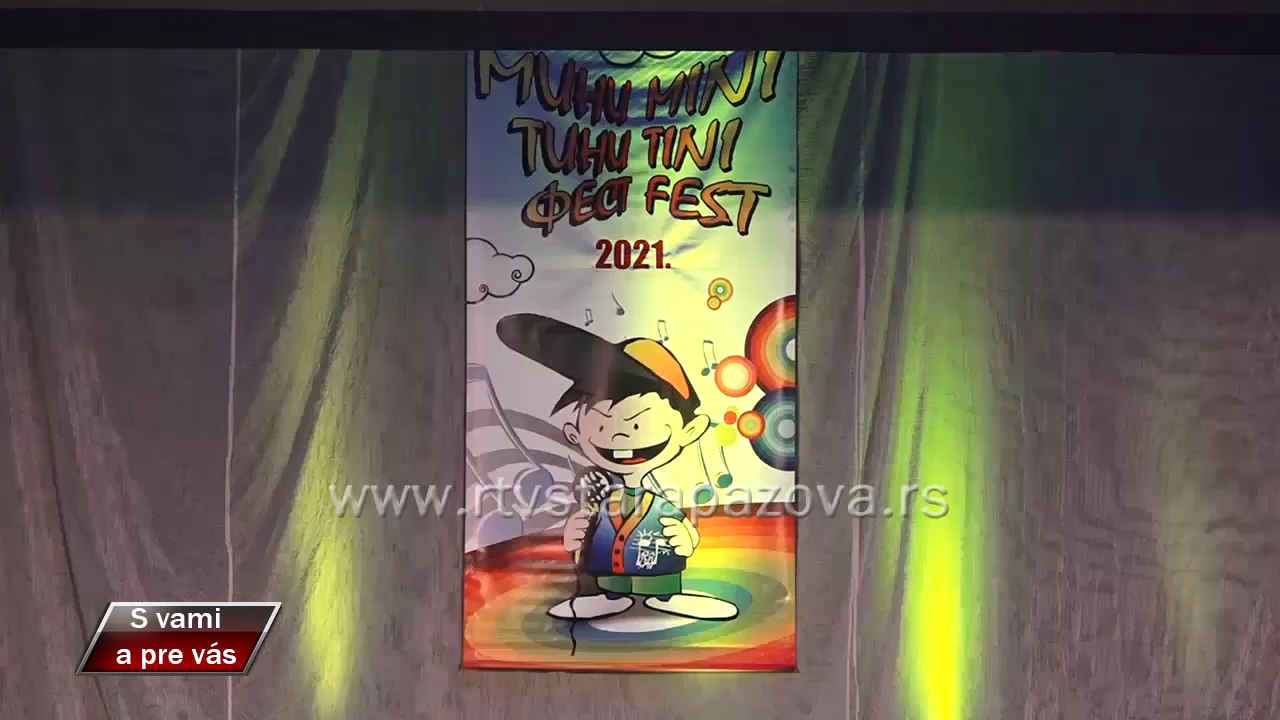 МИНИ MINI
ТИНИ TINI
ФЕСТ FEST
2021.
www.rtvstarapazova.rs
S vami
a pre vás